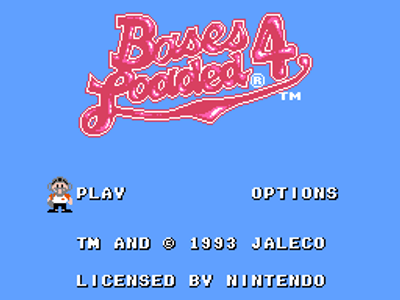 Bases 4
Loaded ®
TM
PLAY OPTIONS
TM AND © 1993 JALECO
LICENSED BY NINTENDO